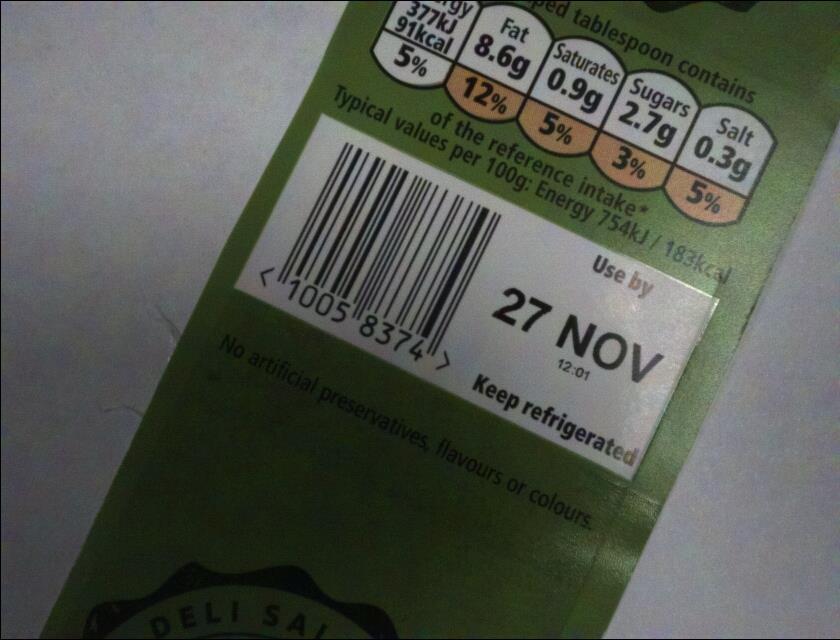 ped tablespoon contains
377kJ
91kcal
5%
Fat
8.6g
12%
Saturates
0.9g
5%
Sugars
2.7g
3%
Salt
0.3g
5%
of the reference intake*
Typical values per 100g: Energy 754kJ / 183kcal
Use by
27 NOV
12:01
Keep refrigerated
< 1005 8374 >
No artificial preservatives, flavours or colours.
DELI